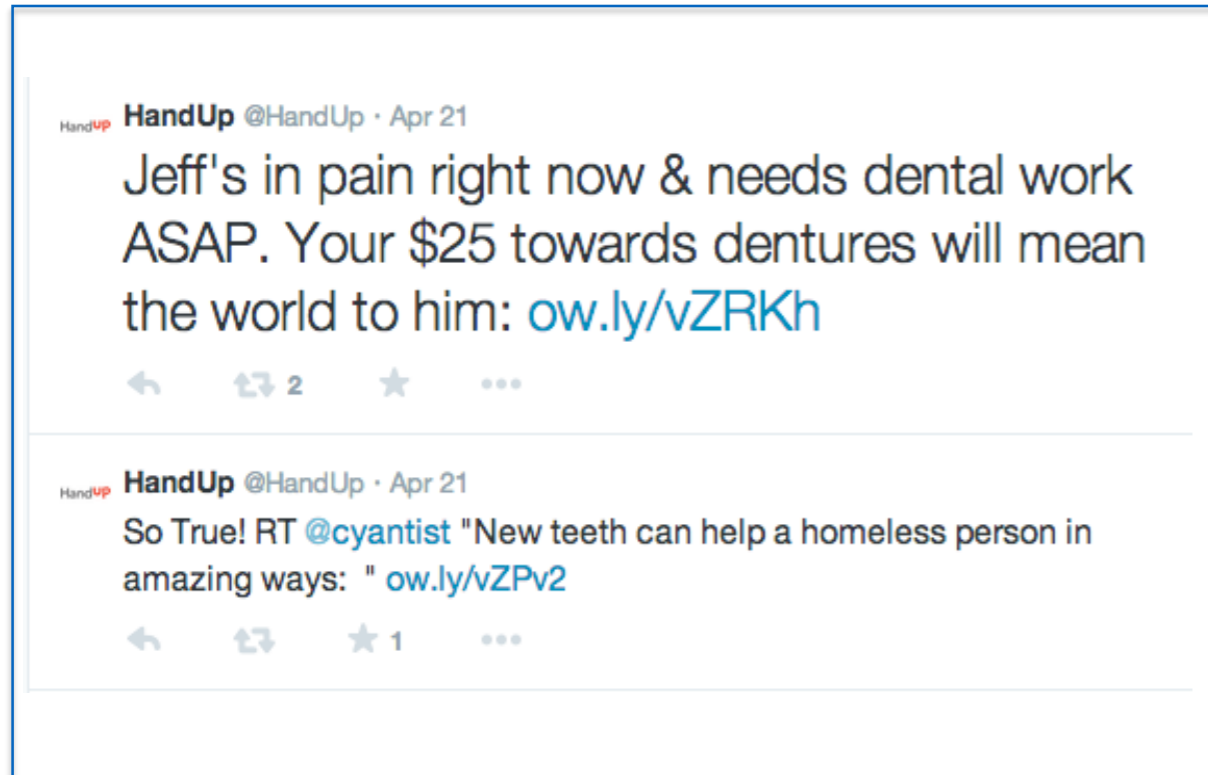 HandUp HandUp @HandUp · Apr 21
Jeff's in pain right now & needs dental work
ASAP. Your $25 towards dentures will mean
the world to him: ow.ly/vZRKh
2
HandUp HandUp @HandUp · Apr 21
So True! RT @cyantist "New teeth can help a homeless person in
amazing ways:  " ow.ly/vZPv2
1